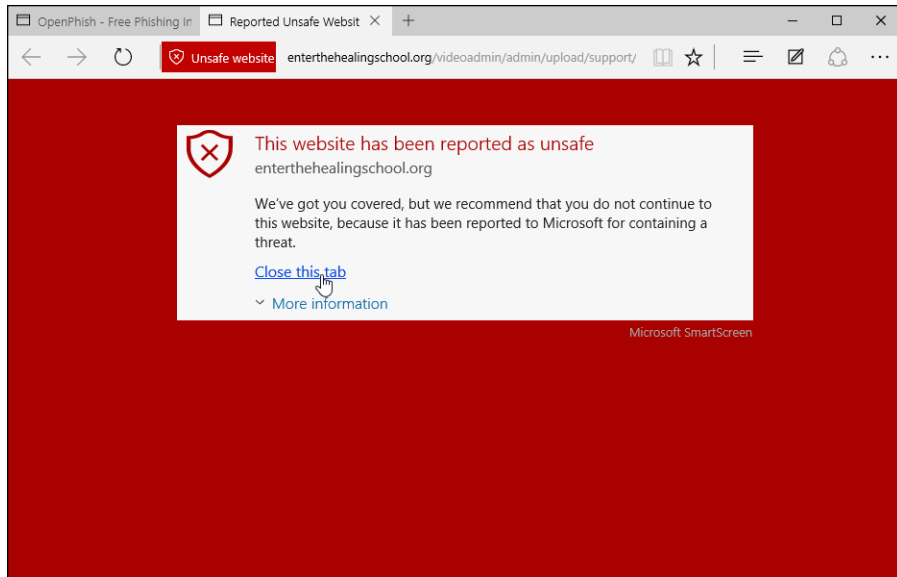 OpenPhish - Free Phishing In
Reported Unsafe Websit
Unsafe website
enterthehealingschool.org/videoadmin/admin/upload/support/
This website has been reported as unsafe
enterthehealingschool.org
We've got you covered, but we recommend that you do not continue to
this website, because it has been reported to Microsoft for containing a
threat.
Close this tab
More information
Microsoft SmartScreen